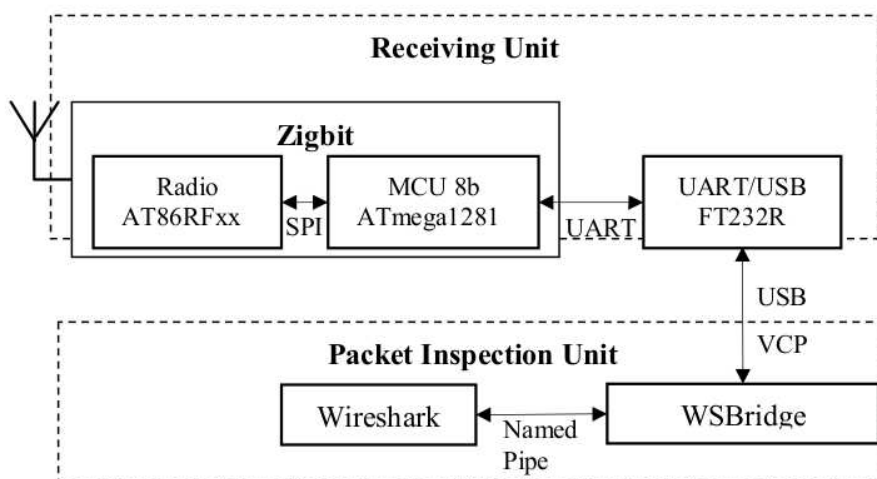 Receiving Unit
Zigbit
Radio
AT86RFxx
SPI
MCU 8b
ATmega1281
UART
UART/USB
FT232R
USB
VCP
Packet Inspection Unit
Wireshark
Named
Pipe
WSBridge